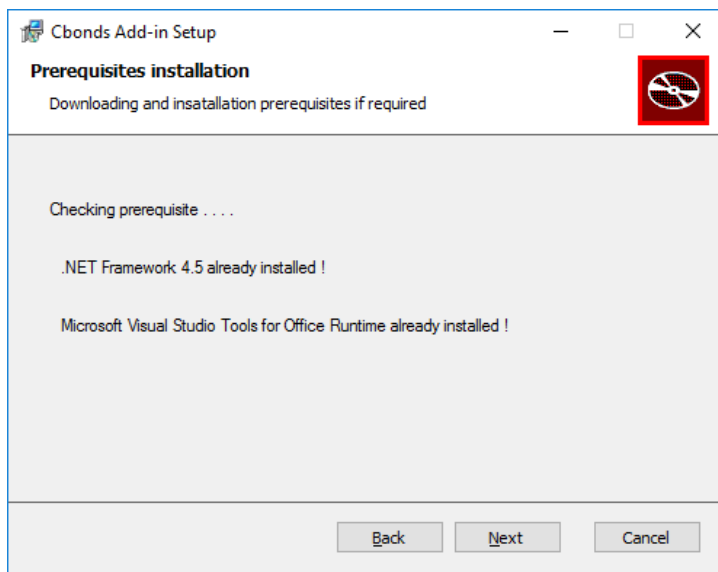 Cbonds Add-in Setup
Prerequisites installation
Downloading and insatallation prerequisites if required
Checking prerequisite . . . .
.NET Framework 4.5 already installed !
Microsoft Visual Studio Tools for Office Runtime already installed !
Back Next Cancel